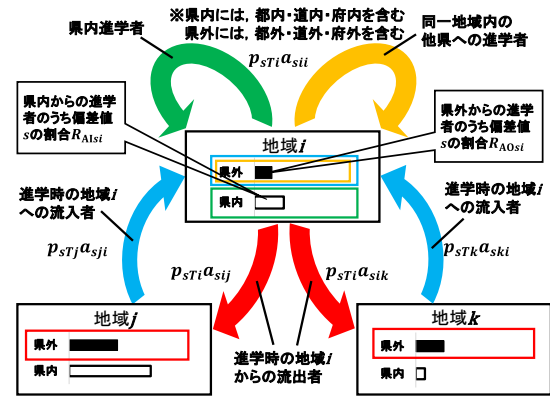 ※県内には，都内・道内・府内を含む
県外には，都外・道外・府外を含む
県内進学者
同一地域内の
他県への進学者
p_{sTi}a_{sii}
県内からの進学
者のうち偏差値
sの割合R_{AIsi}
県外からの進学
者のうち偏差値
sの割合R_{AOsi}
地域i
県外
県内
進学時の地域i
への流入者
p_{sTj}a_{sji}
進学時の地域i
への流入者
p_{sTk}a_{ski}
p_{sTi}a_{sij}
p_{sTi}a_{sik}
地域j
県外
県内
進学時の地域i
からの流出者
地域k
県外
県内